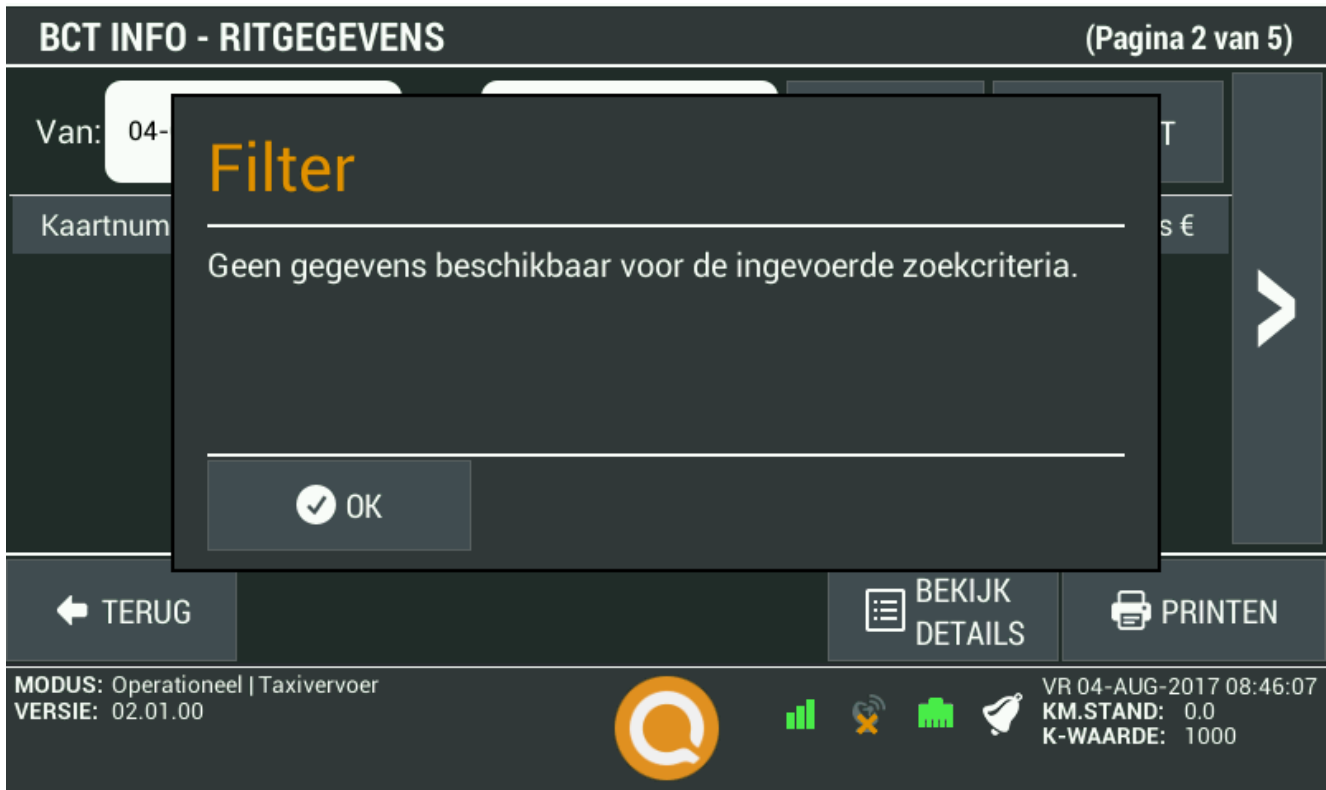 BCT INFO - RITGEGEVENS (Pagina 2 van 5)
Van: 04-
Filter
Geen gegevens beschikbaar voor de ingevoerde zoekcriteria.
OK
TERUG
BEKIJK
DETAILS
PRINTEN
MODUS: Operationeel | Taxivervoer
VERSIE: 02.01.00
VR 04-AUG-2017 08:46:07
KM.STAND: 0.0
K-WAARDE: 1000